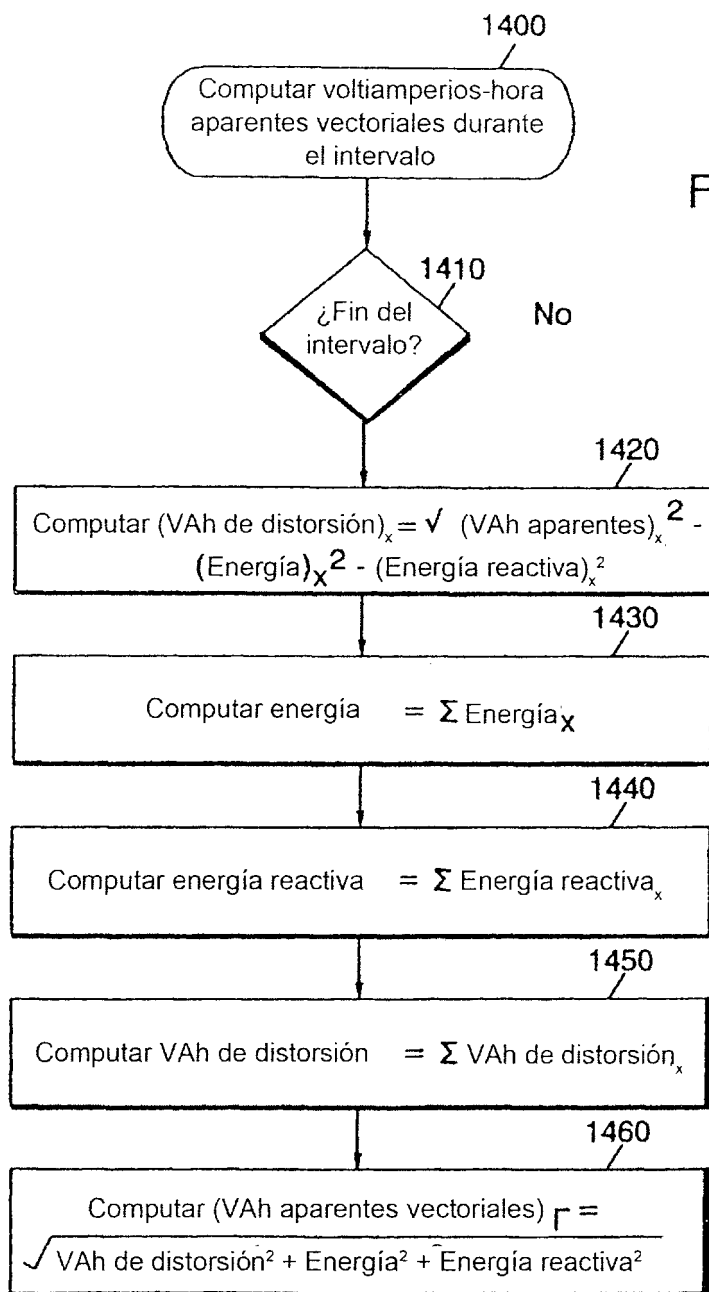 1400
Computar voltiamperios-hora
aparentes vectoriales durante
el intervalo
F
1410
¿Fin del
intervalo?
No
1420
Computar (VAh de distorsión)ₓ = √ (VAh aparentes)ₓ² -
(Energía)ₓ² - (Energía reactiva)ₓ²
1430
Computar energía = Σ Energíaₓ
1440
Computar energía reactiva = Σ Energía reactivaₓ
1450
Computar VAh de distorsión = Σ VAh de distorsiónₓ
1460
Computar (VAh aparentes vectoriales) Γ =
√VAh de distorsión² + Energía² + Energía reactiva²